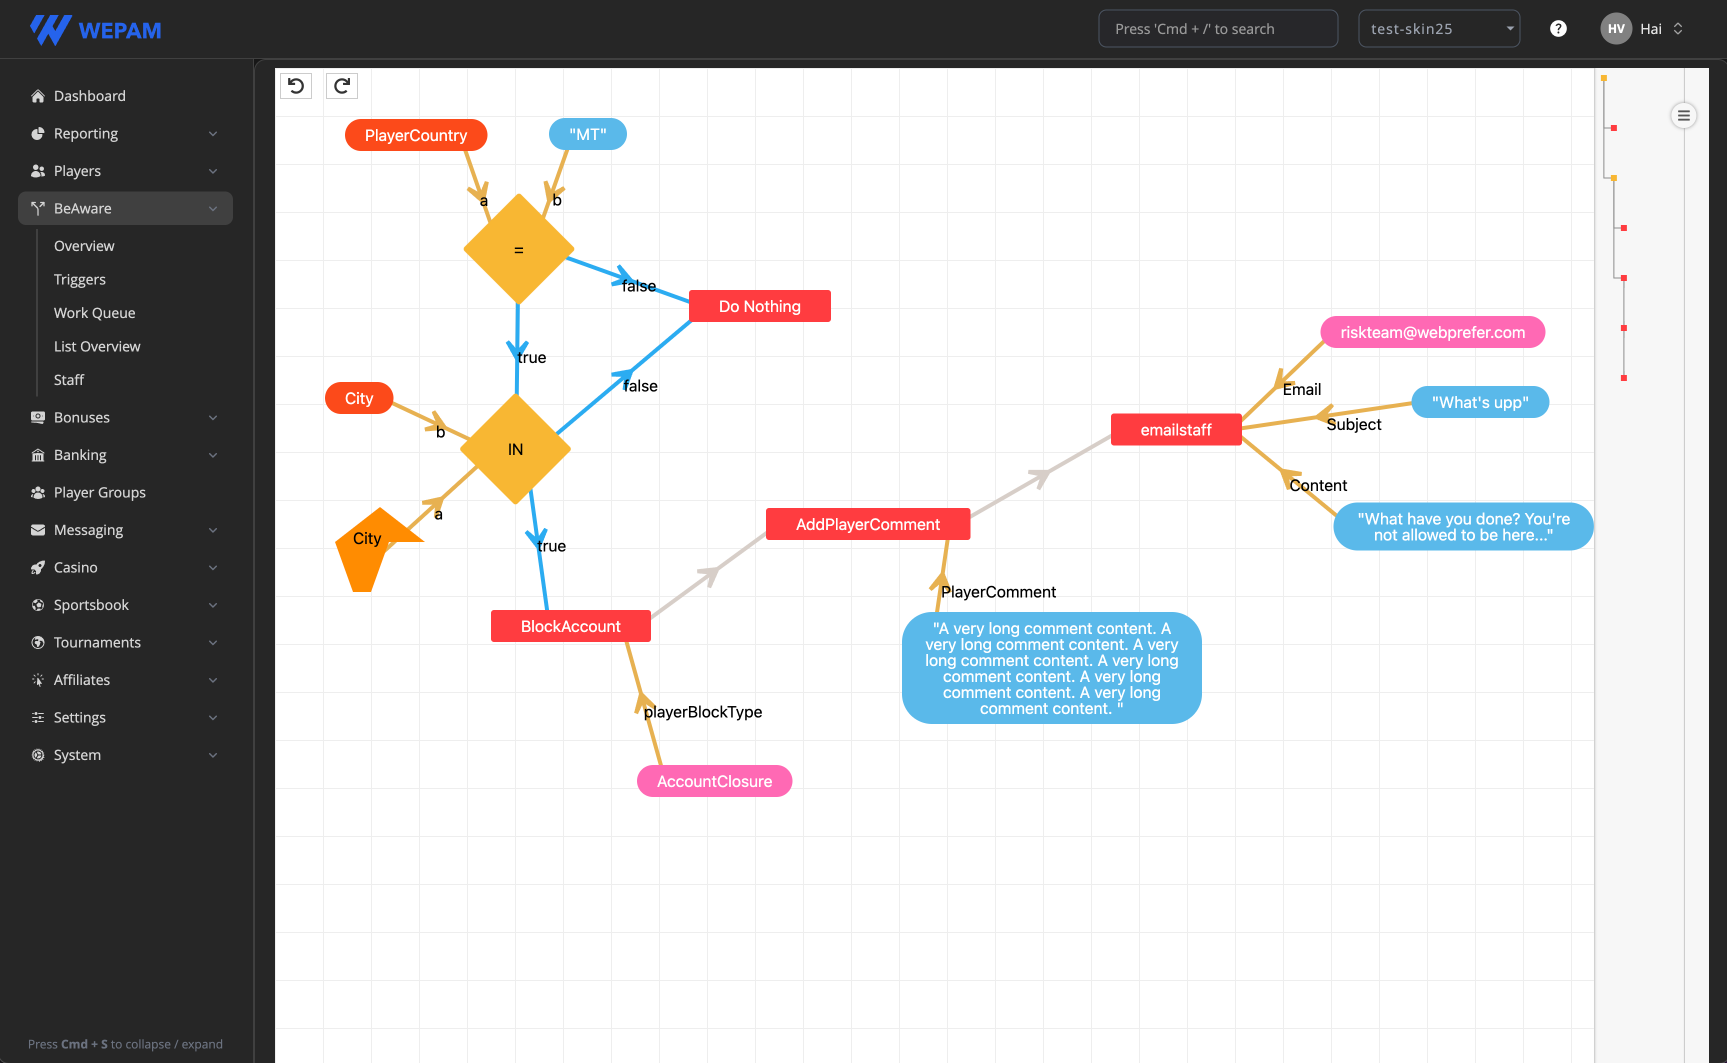 WEPAM
Press 'Cmd + /' to search
test-skin25
?
HV
Hai
Dashboard
Reporting
Players
BeAware
Overview
Triggers
Work Queue
List Overview
Staff
Bonuses
Banking
Player Groups
Messaging
Casino
Sportsbook
Tournaments
Affiliates
Settings
System
Press Cmd + S to collapse / expand
PlayerCountry
"MT"
a
b
=
false
Do Nothing
true
false
City
b
IN
a
City
true
BlockAccount
playerBlockType
AccountClosure
AddPlayerComment
PlayerComment
"A very long comment content. A
very long comment content. A very
long comment content. A very long
comment content. A very long
comment content. A very long
comment content. "
emailstaff
riskteam@webprefer.com
Email
"What's upp"
Subject
Content
"What have you done? You're
not allowed to be here..."